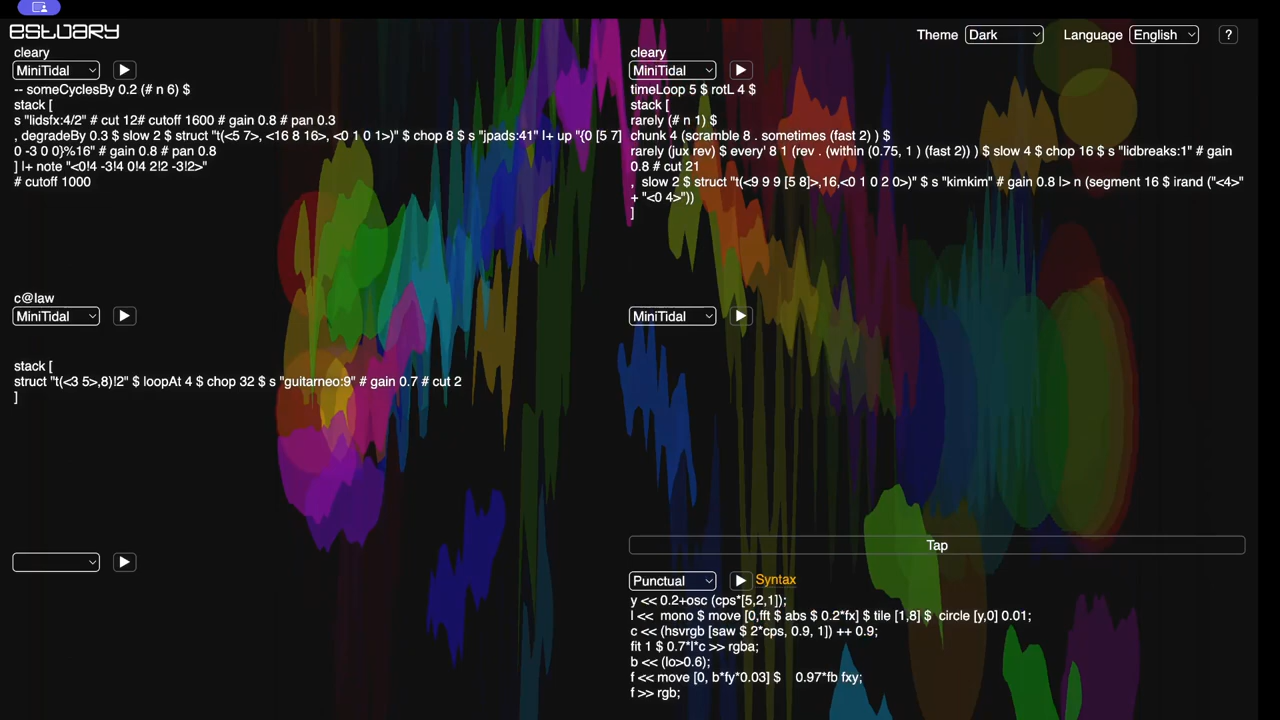 estuary
Theme Dark Language English ?
cleary
MiniTidal
-- someCyclesBy 0.2 (# n 6) $
stack [
s "lidsfx:4/2" # cut 12# cutoff 1600 # gain 0.8 # pan 0.3
, degradeBy 0.3 $ slow 2 $ struct "t(<5 7>, <16 8 16>, <0 1 0 1>)" $ chop 8 $ s "jpads:41" |+ up "{0 [5 7]
0 -3 0 0}%16" # gain 0.8 # pan 0.8
] |+ note "<0!4 -3!4 0!4 2!2 -3!2>"
# cutoff 1000
cleary
MiniTidal
timeLoop 5 $ rotL 4 $
stack [
rarely (# n 1) $
chunk 4 (scramble 8 . sometimes (fast 2) ) $
rarely (jux rev) $ every' 8 1 (rev . (within (0.75, 1 ) (fast 2)) ) $ slow 4 $ chop 16 $ s "lidbreaks:1" # gain
0.8 # cut 21
, slow 2 $ struct "t(<9 9 9 [5 8]>,16,<0 1 0 2 0>)" $ s "kimkim" # gain 0.8 |> n (segment 16 $ irand ("<4>"
+ "<0 4>"))
]
c@law
MiniTidal
stack [
struct "t(<3 5>,8)!2" $ loopAt 4 $ chop 32 $ s "guitarneo:9" # gain 0.7 # cut 2
]
MiniTidal
Tap
Punctual Syntax
y << 0.2+osc (cps*[5,2,1]);
l << mono $ move [0,fft $ abs $ 0.2*fx] $ tile [1,8] $ circle [y,0] 0.01;
c << (hsvrgb [saw $ 2*cps, 0.9, 1]) ++ 0.9;
fit 1 $ 0.7*l*c >> rgba;
b << (lo>0.6);
f << move [0, b*fy*0.03] $ 0.97*fb fxy;
f >> rgb;